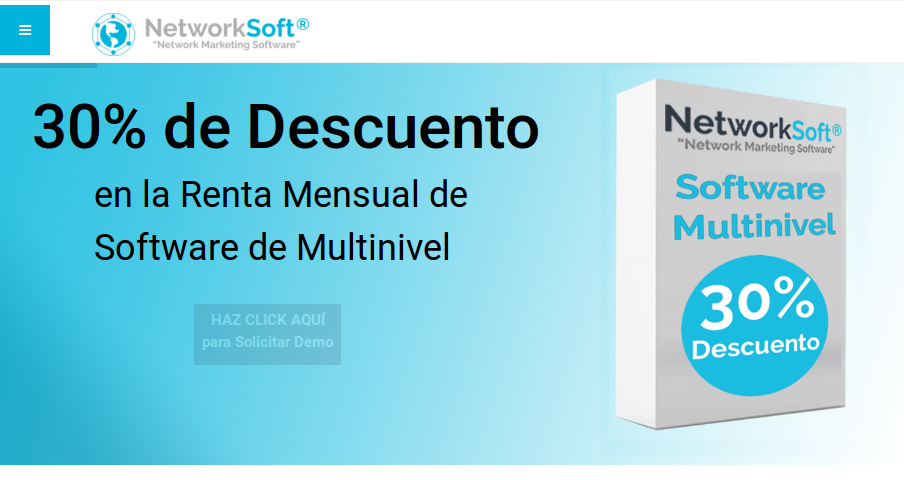 NetworkSoft®
"Network Marketing Software"
30% de Descuento
en la Renta Mensual de
Software de Multinivel
HAZ CLICK AQUÍ
para Solicitar Demo
NetworkSoft®
"Network Marketing Software"
Software
Multinivel
30%
Descuento